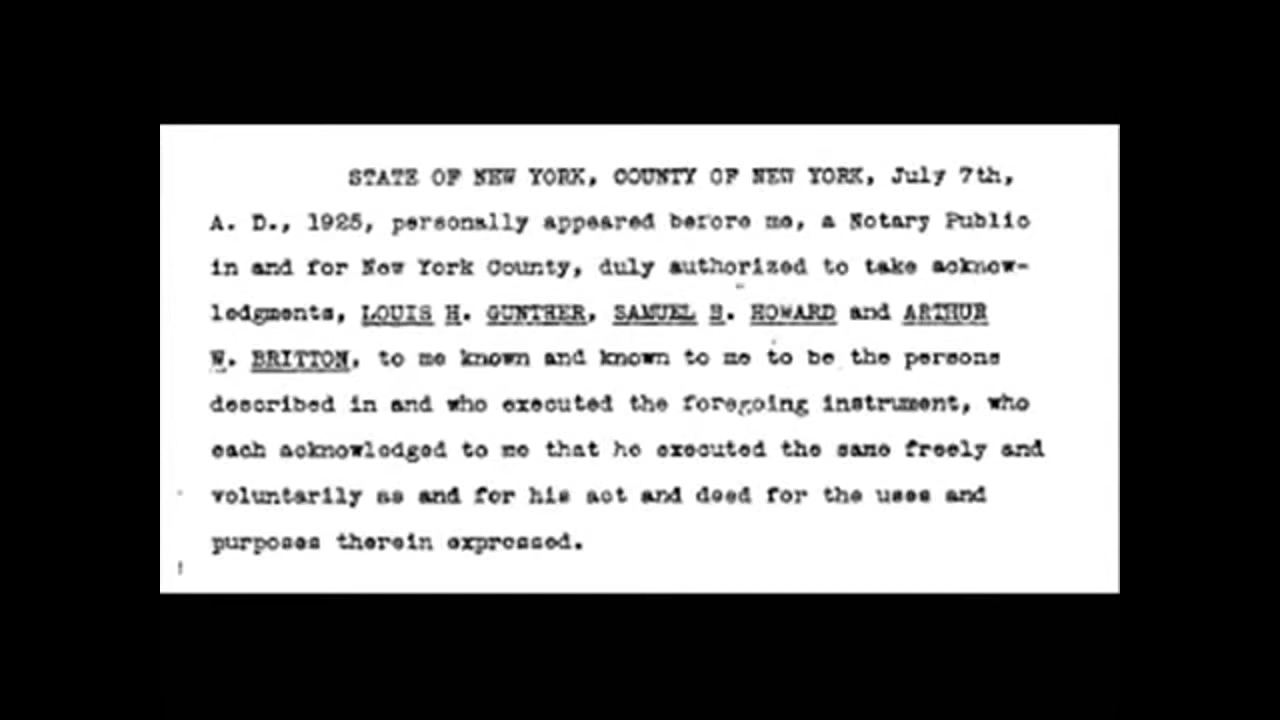 STATE OF NEW YORK, COUNTY OF NEW YORK, July 7th,
A. D., 1925, personally appeared before me, a Notary Public
in and for New York County, duly authorized to take acknow-
ledgments, LOUIS H. GUNTHER, SAMUEL B. HOWARD and ARTHUR
W. BRITTON, to me known and known to me to be the persons
described in and who executed the foregoing instrument, who
each acknowledged to me that he executed the same freely and
voluntarily as and for his act and deed for the uses and
purposes therein expressed.